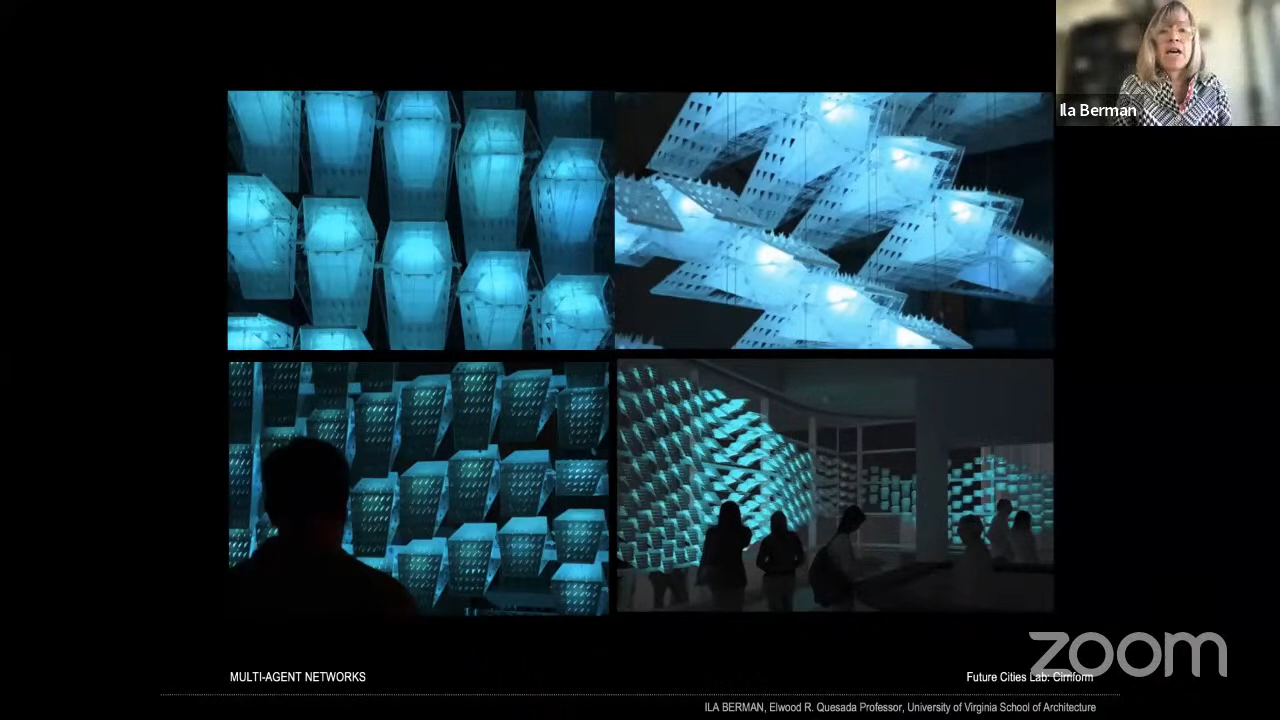 Ila Berman
zoom
MULTI-AGENT NETWORKS
Future Cities Lab: Cirriform
ILA BERMAN, Elwood R. Quesada Professor, University of Virginia School of Architecture